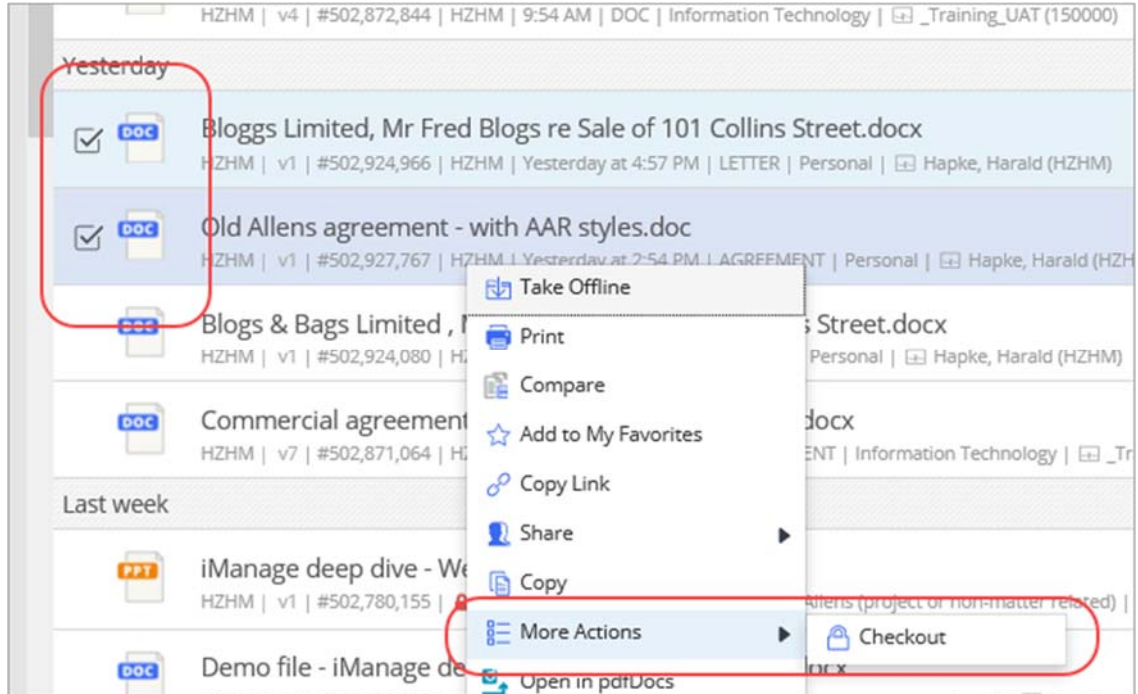 HZHM | v4 | #502,872,844 | HZHM | 9:54 AM | DOC | Information Technology | _Training_UAT (150000)
Yesterday
DOC
Bloggs Limited, Mr Fred Blogs re Sale of 101 Collins Street.docx
HZHM | v1 | #502,924,966 | HZHM | Yesterday at 4:57 PM | LETTER | Personal | Hapke, Harald (HZHM)
DOC
Old Allens agreement - with AAR styles.doc
HZHM | v1 | #502,927,767 | HZHM | Yesterday at 2:54 PM | AGREEMENT | Personal | Hapke, Harald (HZH
Take Offline
DOC
Blogs & Bags Limited , s Street.docx
Print
HZHM | v1 | #502,924,080 | Personal | Hapke, Harald (HZHM)
Compare
DOC
Commercial agreement docx
Add to My Favorites
HZHM | v7 | #502,871,064 | ENT | Information Technology | _Tr
Copy Link
Last week
Share
PPT
iManage deep dive - We
Copy
HZHM | v1 | #502,780,155 | Allens (project or non-matter related) |
More Actions
Checkout
DOC
Demo file - iManage de ocx
Open in pdfDocs